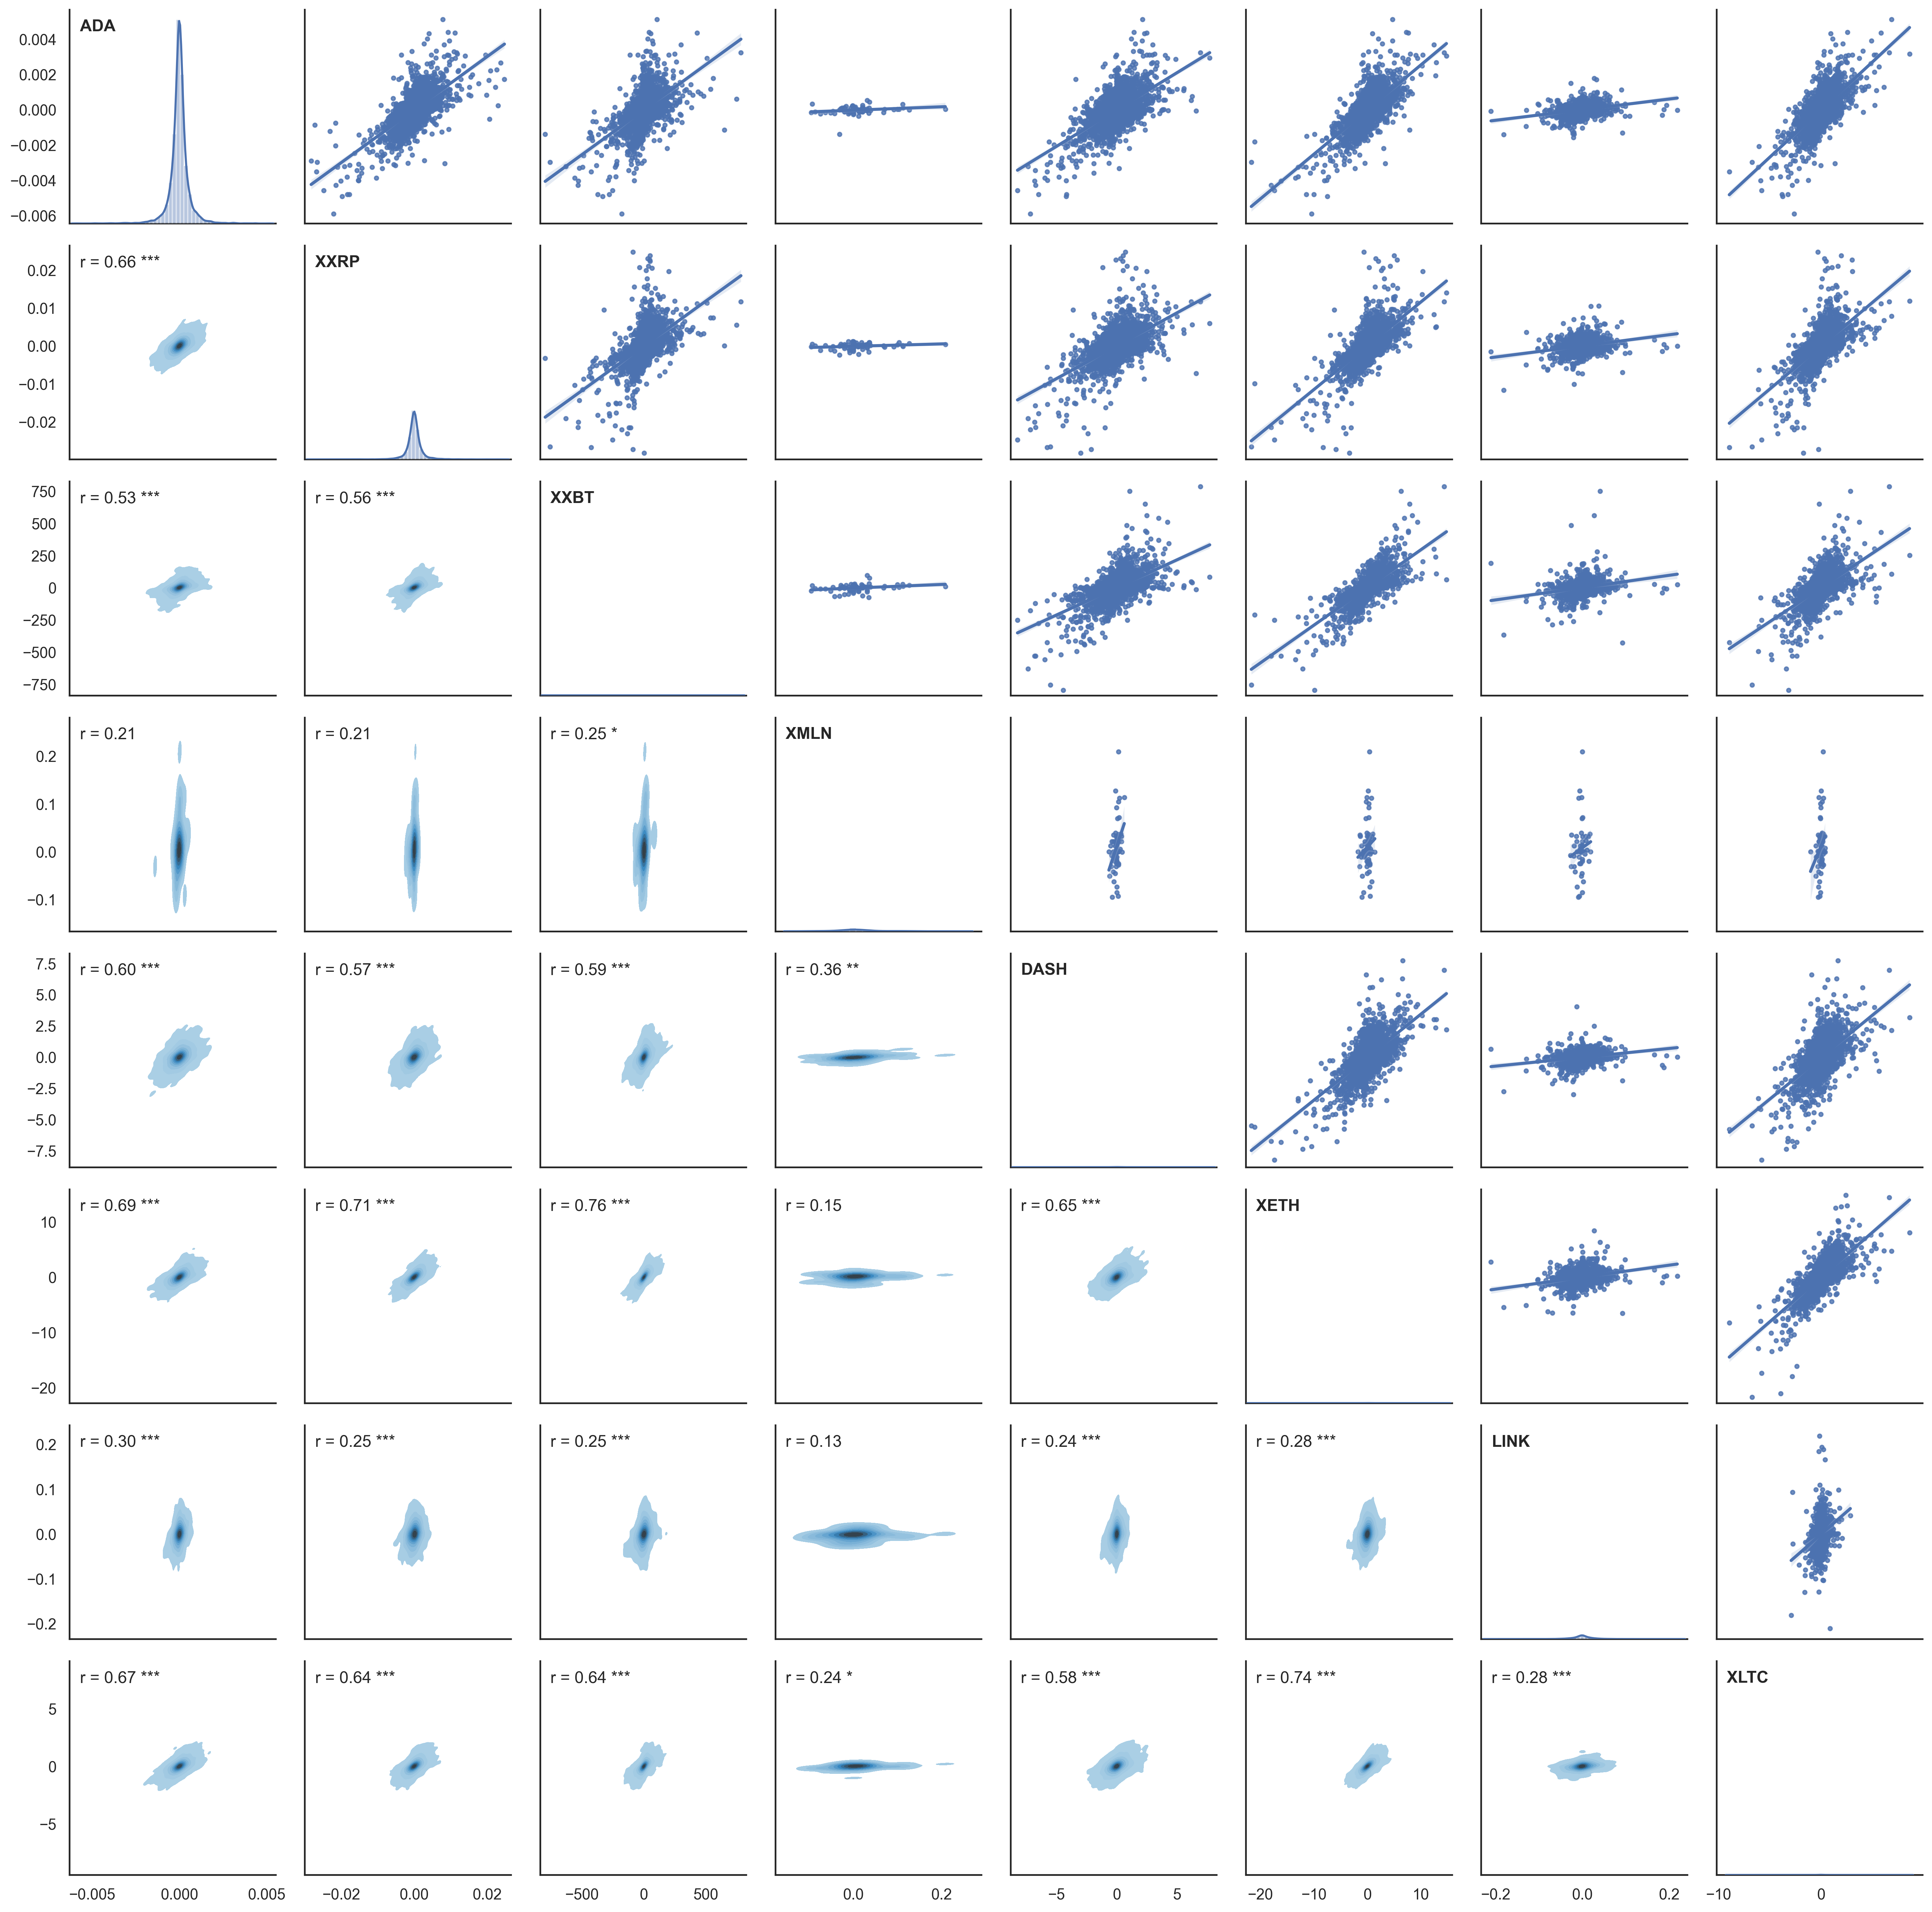 ADA
0.004
0.002
0.000
−0.002
−0.004
−0.006
r = 0.66 ***
XXRP
0.02
0.01
0.00
−0.01
−0.02
r = 0.53 ***
r = 0.56 ***
XXBT
750
500
250
0
−250
−500
−750
r = 0.21
r = 0.21
r = 0.25 *
XMLN
0.2
0.1
0.0
−0.1
r = 0.60 ***
r = 0.57 ***
r = 0.59 ***
r = 0.36 **
DASH
7.5
5.0
2.5
0.0
−2.5
−5.0
−7.5
r = 0.69 ***
r = 0.71 ***
r = 0.76 ***
r = 0.15
r = 0.65 ***
XETH
10
0
−10
−20
r = 0.30 ***
r = 0.25 ***
r = 0.25 ***
r = 0.13
r = 0.24 ***
r = 0.28 ***
LINK
0.2
0.1
0.0
−0.1
−0.2
r = 0.67 ***
r = 0.64 ***
r = 0.64 ***
r = 0.24 *
r = 0.58 ***
r = 0.74 ***
r = 0.28 ***
XLTC
5
0
−5
−0.005 0.000 0.005
−0.02 0.00 0.02
−500 0 500
0.0 0.2
−5 0 5
−20 −10 0 10
−0.2 0.0 0.2
−10 0